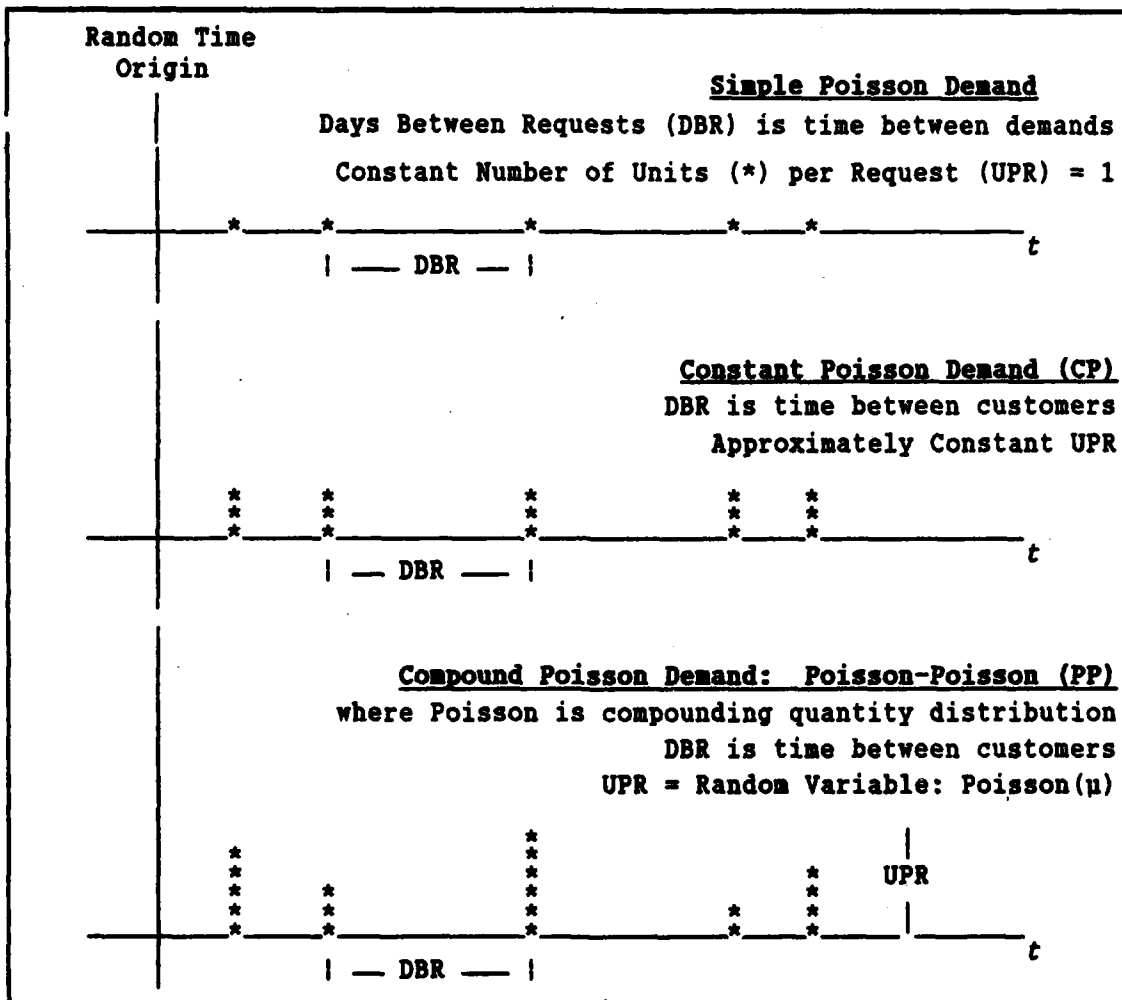 Random Time
Origin
Simple Poisson Demand
Days Between Requests (DBR) is time between demands
Constant Number of Units (*) per Request (UPR) = 1
* * * * *
t
| — DBR — |
Constant Poisson Demand (CP)
DBR is time between customers
Approximately Constant UPR
* * * * *
* * * * *
* * * * *
t
| — DBR — |
Compound Poisson Demand: Poisson-Poisson (PP)
where Poisson is compounding quantity distribution
DBR is time between customers
UPR = Random Variable: Poisson(μ)
*
* *
* * * UPR
* * * *
* * * * *
* * * * *
t
| — DBR — |